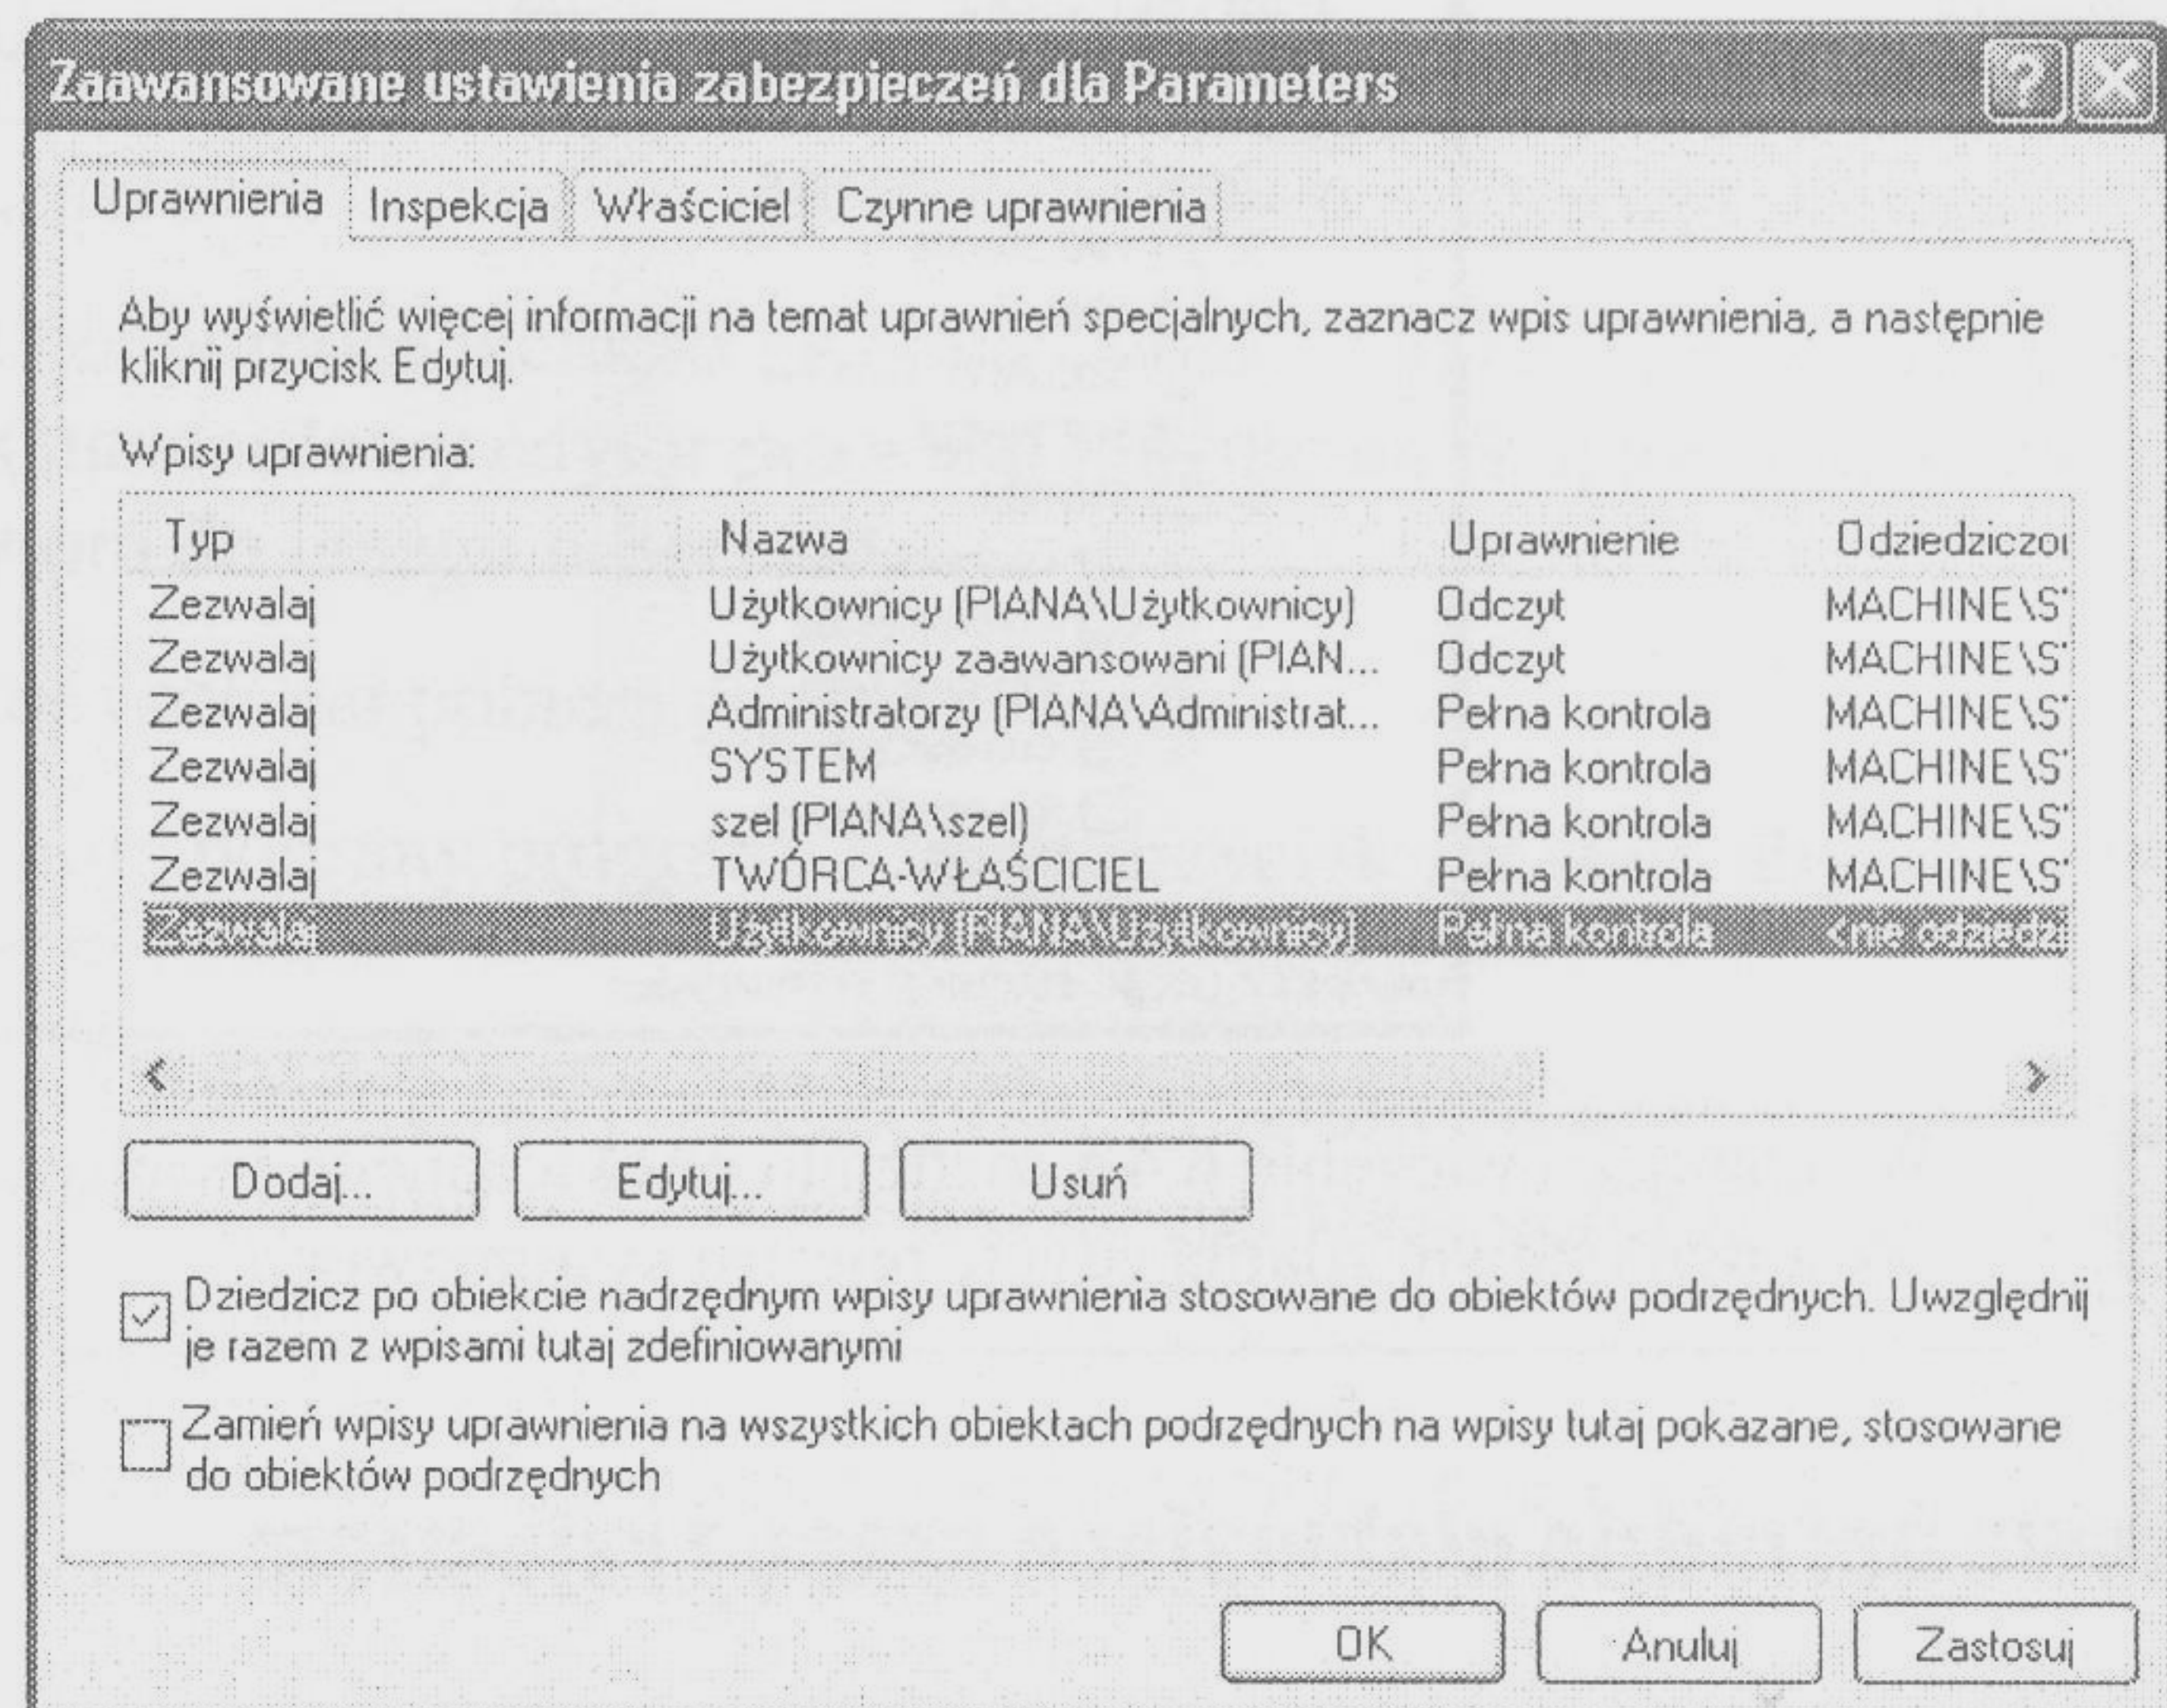 Zaawansowane ustawienia zabezpieczeń dla Parameters
Uprawnienia Inspekcja Właściciel Czynne uprawnienia
Aby wyświetlić więcej informacji na temat uprawnień specjalnych, zaznacz wpis uprawnienia, a następnie
kliknij przycisk Edytuj.
Wpisy uprawnienia:
Typ Nazwa Uprawnienie Odziedziczon
Zezwalaj Użytkownicy (PIANA\Użytkownicy) Odczyt MACHINE\S
Zezwalaj Użytkownicy zaawansowani (PIAN... Odczyt MACHINE\S
Zezwalaj Administratorzy (PIANA\Administrat... Pełna kontrola MACHINE\S
Zezwalaj SYSTEM Pełna kontrola MACHINE\S
Zezwalaj szel (PIANA\szel) Pełna kontrola MACHINE\S
Zezwalaj TWÓRCA-WŁAŚCICIEL Pełna kontrola MACHINE\S
Zezwalaj Użytkownicy (PIANA\Użytkownicy) Pełna kontrola <nie odziedzi
Dodaj... Edytuj... Usuń
Dziedzicz po obiekcie nadrzędnym wpisy uprawnienia stosowane do obiektów podrzędnych. Uwzględnij
je razem z wpisami tutaj zdefiniowanymi
Zamień wpisy uprawnienia na wszystkich obiektach podrzędnych na wpisy tutaj pokazane, stosowane
do obiektów podrzędnych
OK Anuluj Zastosuj